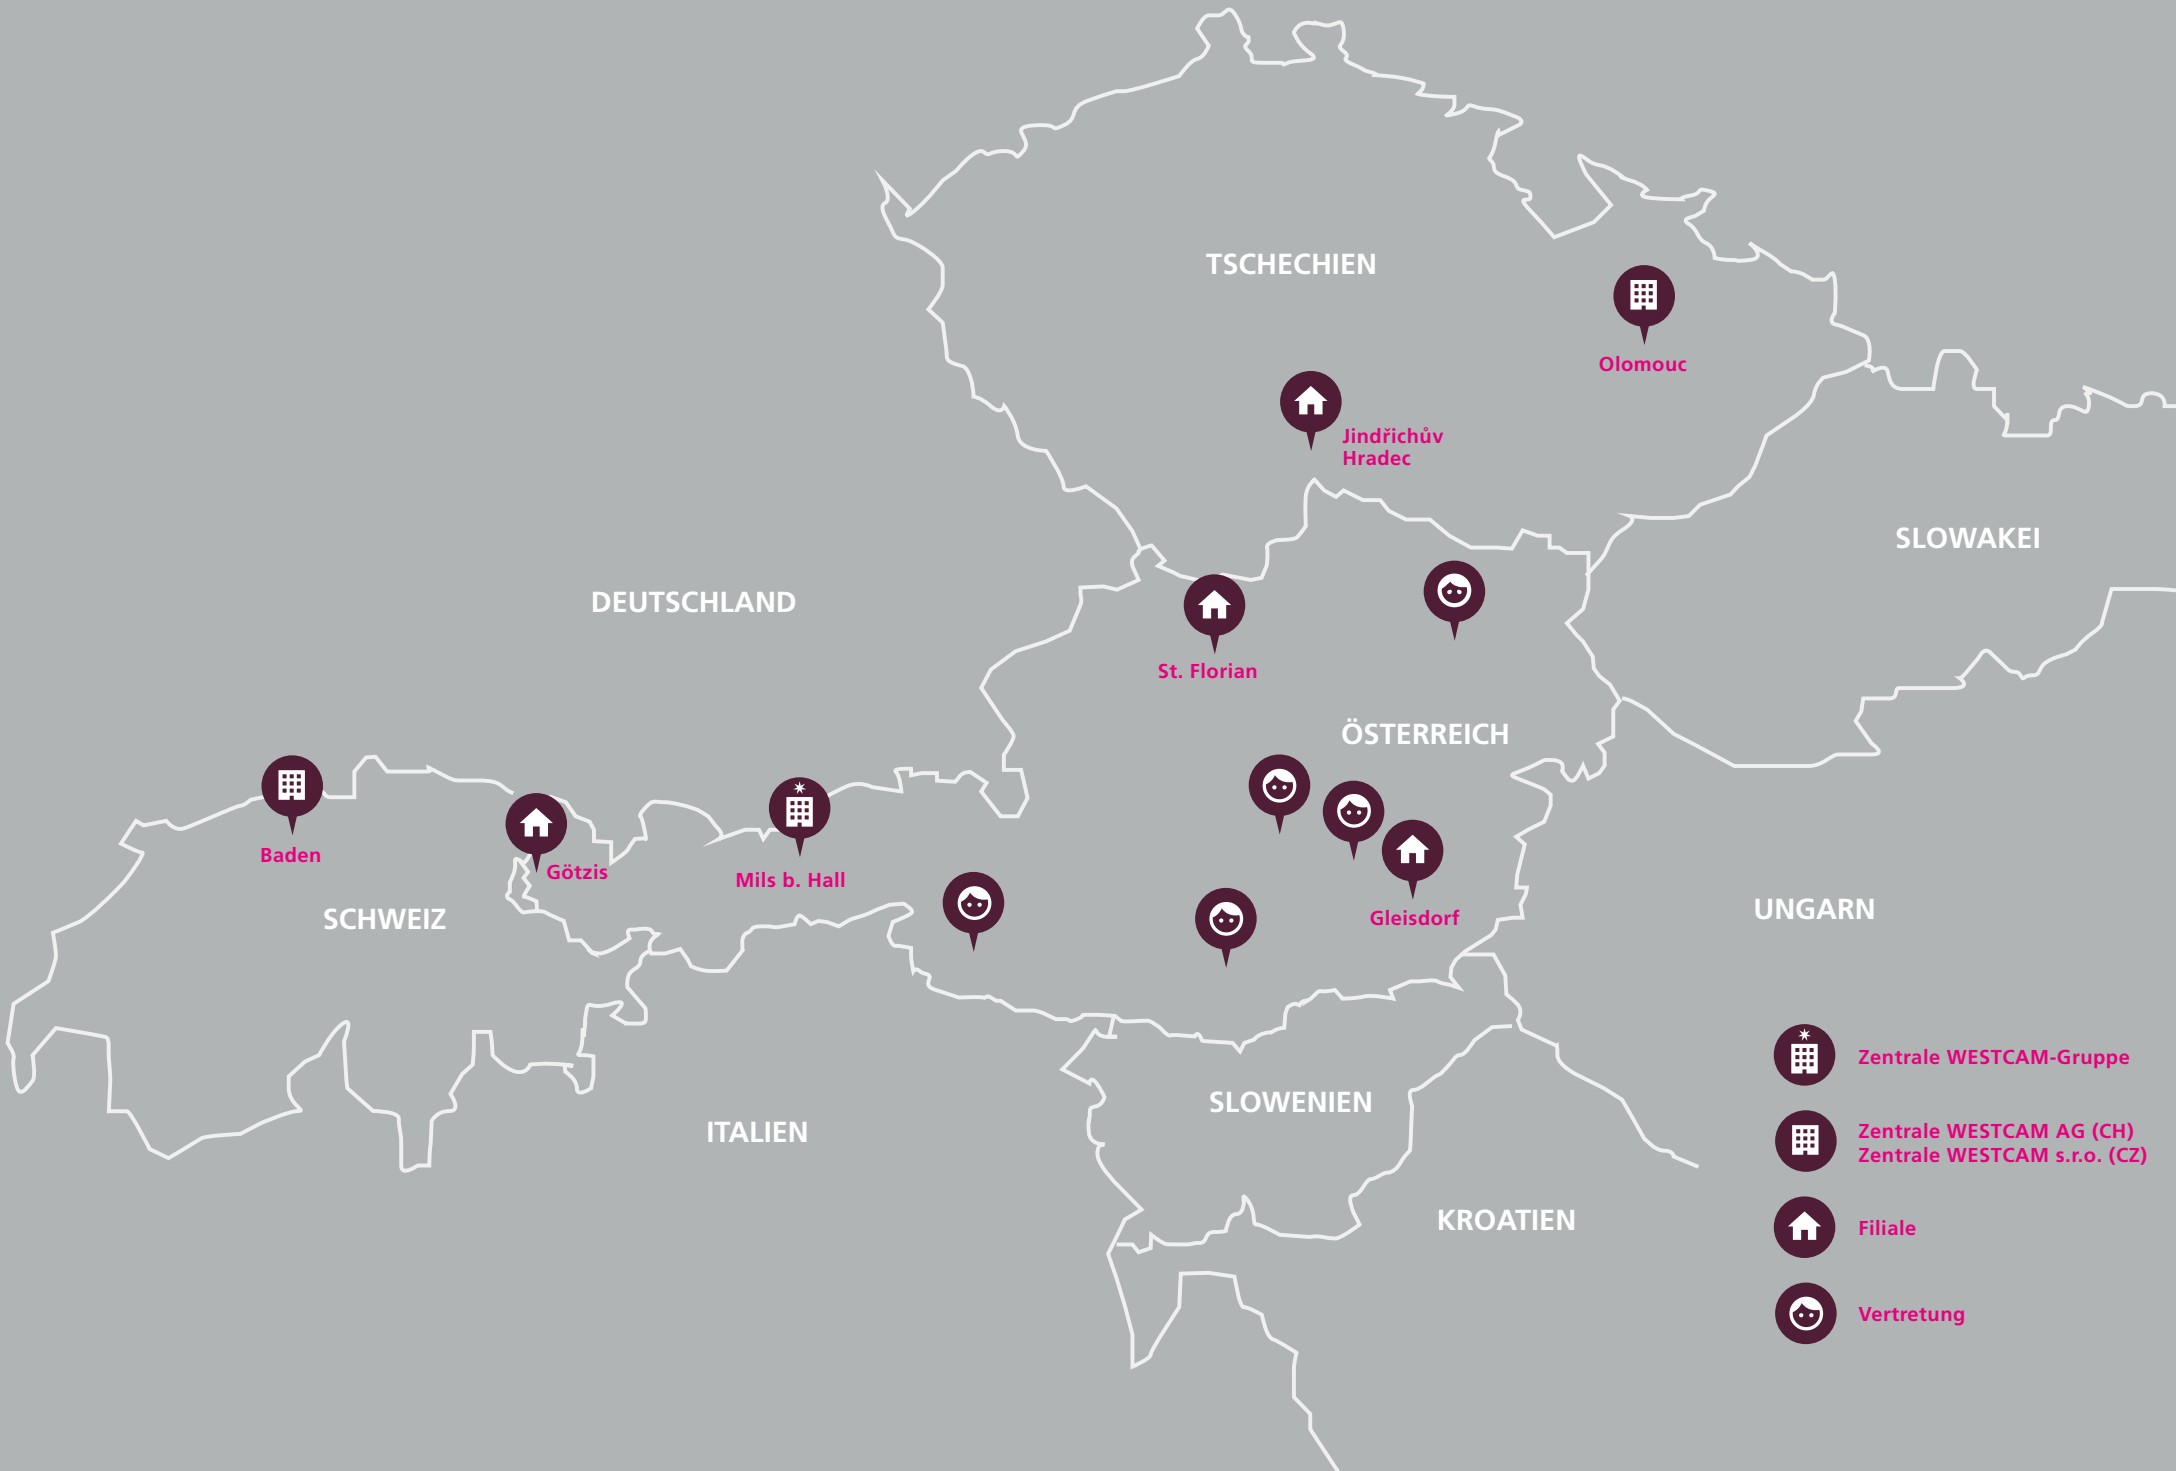 TSCHECHIEN
Olomouc
Jindřichův
Hradec
SLOWAKEI
DEUTSCHLAND
St. Florian
ÖSTERREICH
Baden
Götzis
Mils b. Hall
SCHWEIZ
Gleisdorf
UNGARN
SLOWENIEN
ITALIEN
KROATIEN
Zentrale WESTCAM-Gruppe
Zentrale WESTCAM AG (CH)
Zentrale WESTCAM s.r.o. (CZ)
Filiale
Vertretung